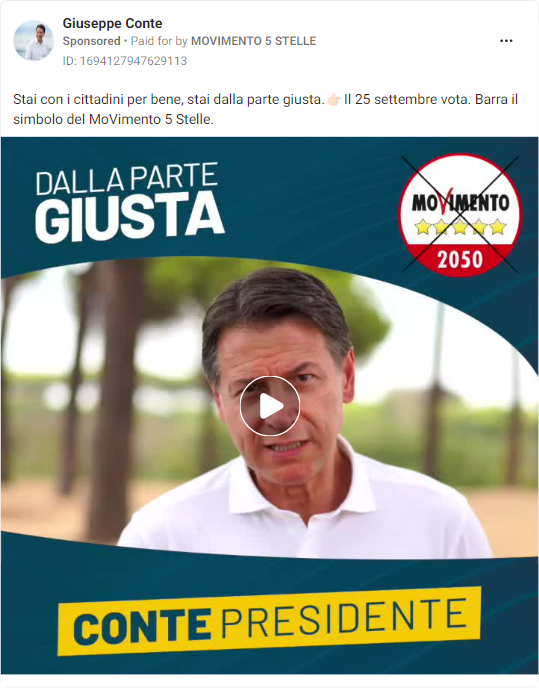 Giuseppe Conte
Sponsored • Paid for by MOVIMENTO 5 STELLE
ID: 1694127947629113
Stai con i cittadini per bene, stai dalla parte giusta. 👉🏻 Il 25 settembre vota. Barra il
simbolo del MoVimento 5 Stelle.
DALLA PARTE
GIUSTA
MOVIMENTO
2050
CONTE PRESIDENTE